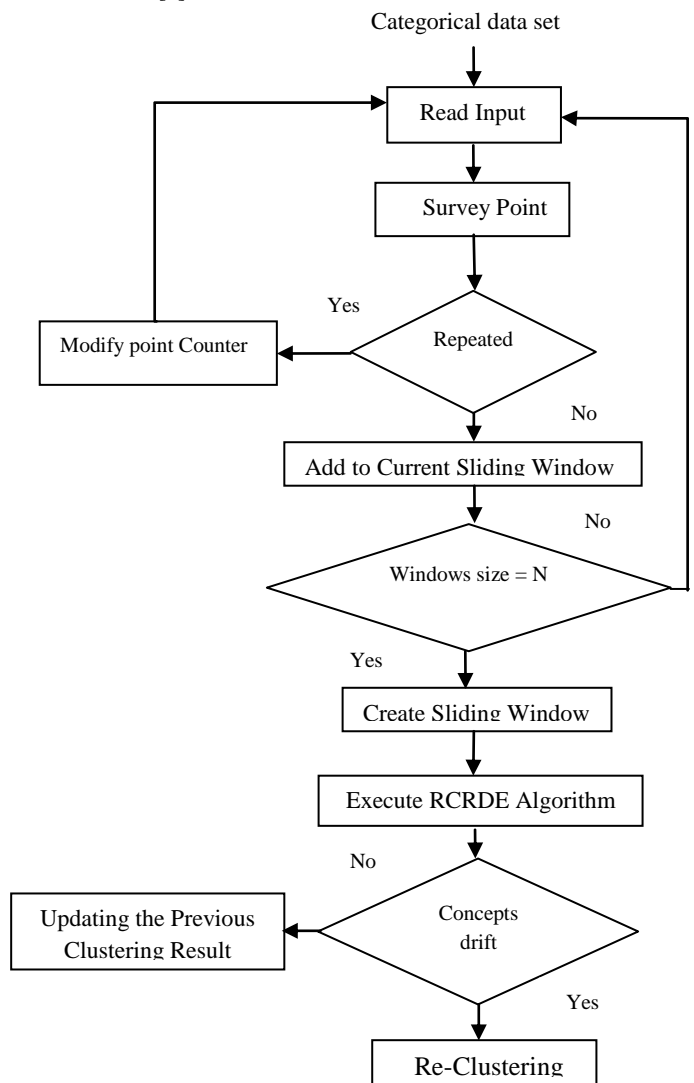 Categorical data set
Read Input
Survey Point
Yes
Repeated
Modify point Counter
No
Add to Current Sliding Window
No
Windows size = N
Yes
Create Sliding Window
Execute RCRDE Algorithm
No
Updating the Previous
Clustering Result
Concepts
drift
Yes
Re-Clustering